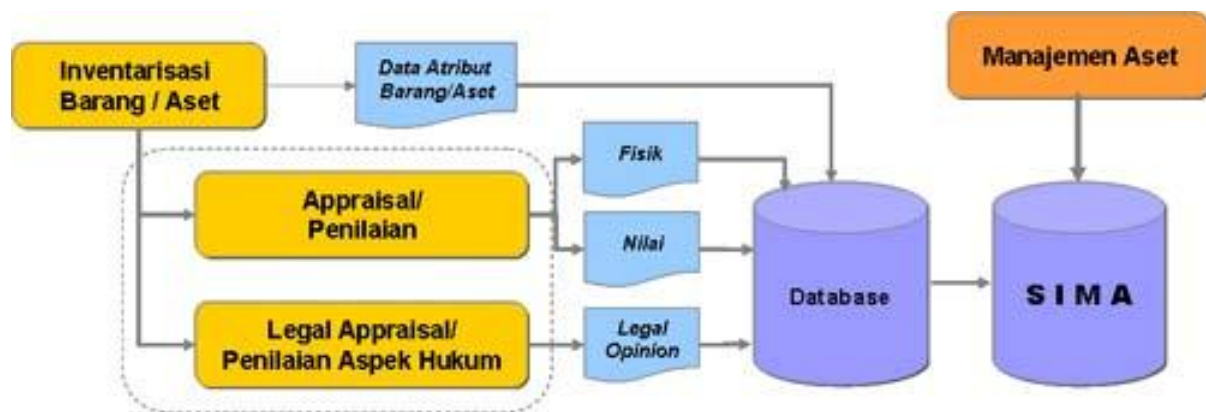 Inventarisasi
Barang / Aset
Data Atribut
Barang/Aset
Manajemen Aset
Fisik
Appraisal/
Penilaian
Nilai
Database
S I M A
Legal Appraisal/
Penilaian Aspek Hukum
Legal
Opinion